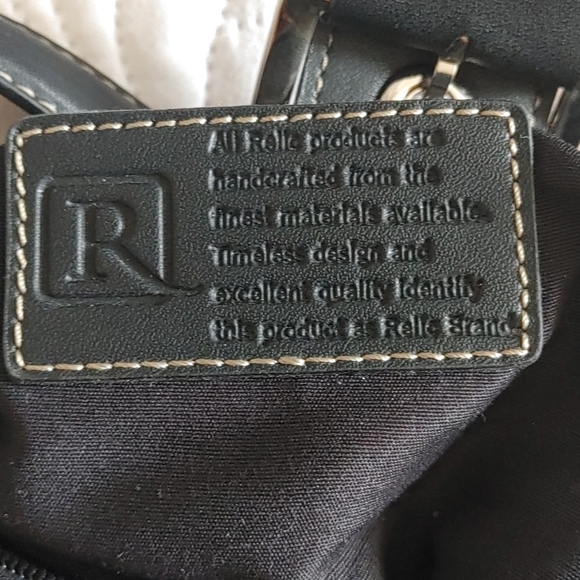 R
All Relic products are
handcrafted from the
finest materials available.
Timeless design and
excellent quality identify
this product as Relic Brand